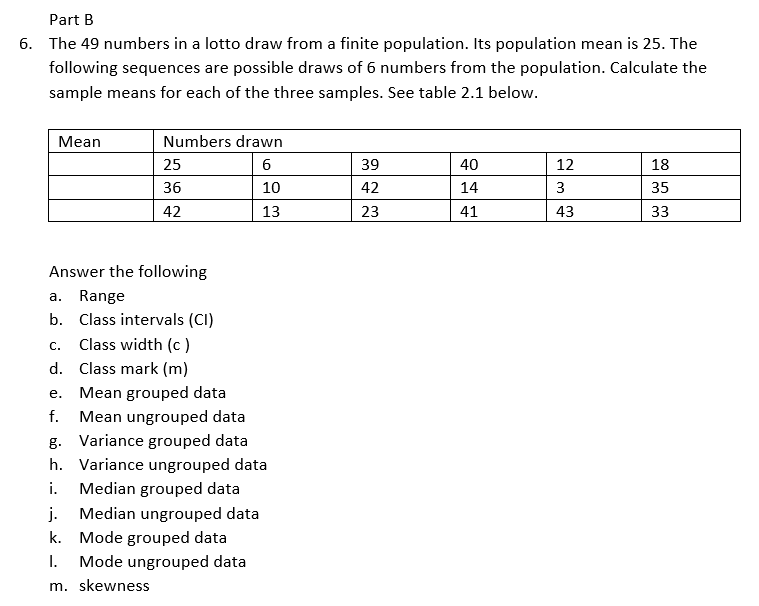 Part B
6. The 49 numbers in a lotto draw from a finite population. Its population mean is 25. The
following sequences are possible draws of 6 numbers from the population. Calculate the
sample means for each of the three samples. See table 2.1 below.
Mean Numbers drawn
25 6 39 40 12 18
36 10 42 14 3 35
42 13 23 41 43 33
Answer the following
a. Range
b. Class intervals (CI)
c. Class width (c )
d. Class mark (m)
e. Mean grouped data
f. Mean ungrouped data
g. Variance grouped data
h. Variance ungrouped data
i. Median grouped data
j. Median ungrouped data
k. Mode grouped data
l. Mode ungrouped data
m. skewness